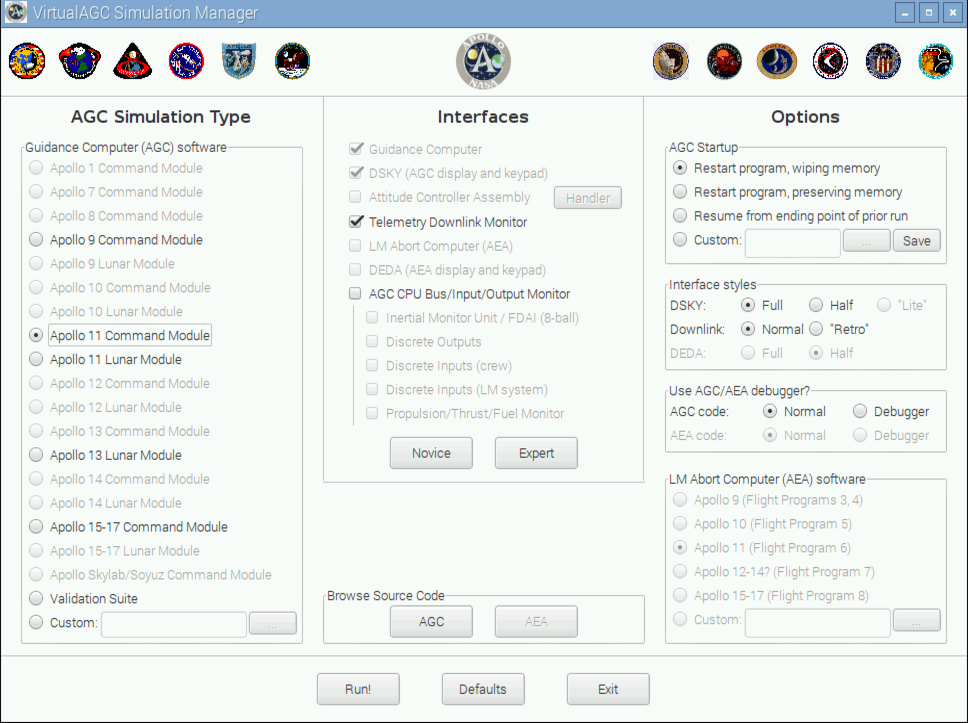 VirtualAGC Simulation Manager
APOLLO
NASA
AGC Simulation Type
Guidance Computer (AGC) software
Apollo 1 Command Module
Apollo 7 Command Module
Apollo 8 Command Module
Apollo 9 Command Module
Apollo 9 Lunar Module
Apollo 10 Command Module
Apollo 10 Lunar Module
Apollo 11 Command Module
Apollo 11 Lunar Module
Apollo 12 Command Module
Apollo 12 Lunar Module
Apollo 13 Command Module
Apollo 13 Lunar Module
Apollo 14 Command Module
Apollo 14 Lunar Module
Apollo 15-17 Command Module
Apollo 15-17 Lunar Module
Apollo Skylab/Soyuz Command Module
Validation Suite
Custom: ...
Interfaces
Guidance Computer
DSKY (AGC display and keypad)
Attitude Controller Assembly Handler
Telemetry Downlink Monitor
LM Abort Computer (AEA)
DEDA (AEA display and keypad)
AGC CPU Bus/Input/Output Monitor
Inertial Monitor Unit / FDAI (8-ball)
Discrete Outputs
Discrete Inputs (crew)
Discrete Inputs (LM system)
Propulsion/Thrust/Fuel Monitor
Novice Expert
Browse Source Code
AGC AEA
Options
AGC Startup
Restart program, wiping memory
Restart program, preserving memory
Resume from ending point of prior run
Custom: ... Save
Interface styles
DSKY: Full Half "Lite"
Downlink: Normal "Retro"
DEDA: Full Half
Use AGC/AEA debugger?
AGC code: Normal Debugger
AEA code: Normal Debugger
LM Abort Computer (AEA) software
Apollo 9 (Flight Programs 3, 4)
Apollo 10 (Flight Program 5)
Apollo 11 (Flight Program 6)
Apollo 12-14? (Flight Program 7)
Apollo 15-17 (Flight Program 8)
Custom: ...
Run! Defaults Exit